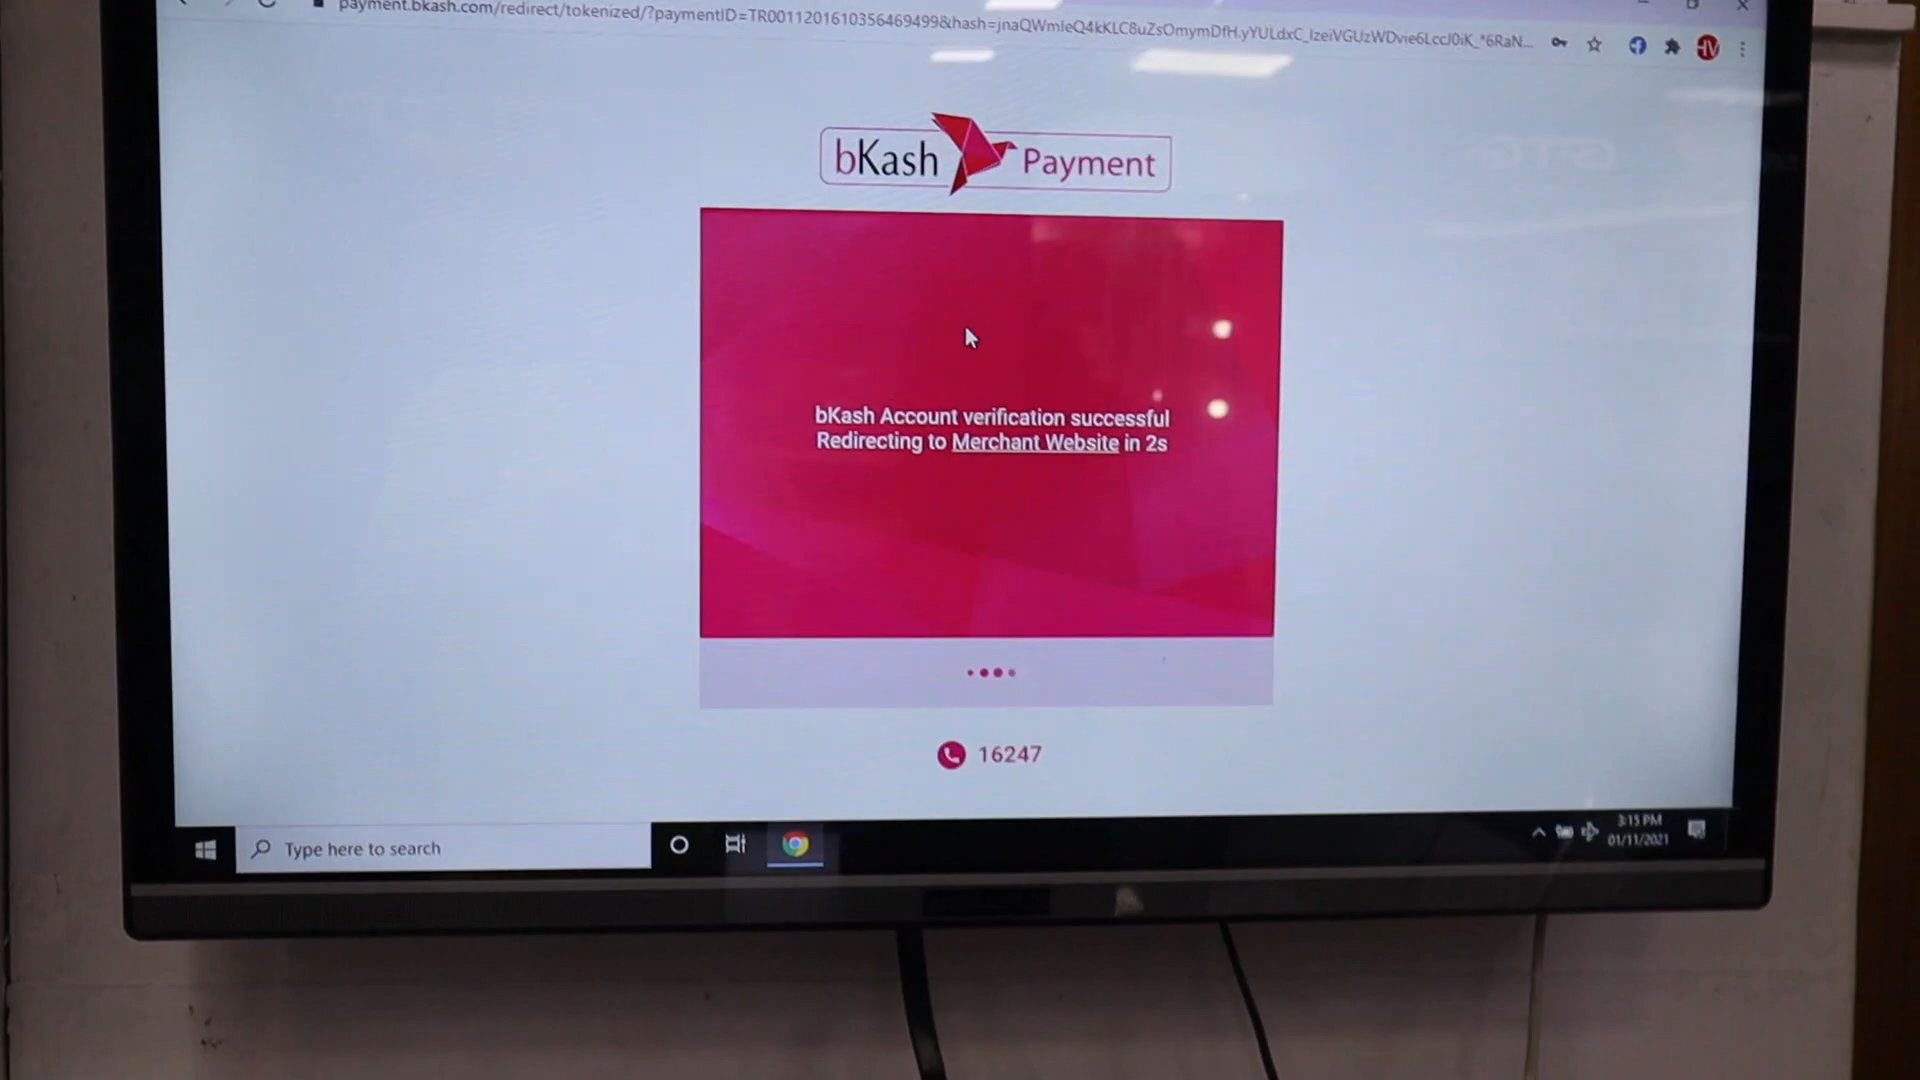 payment.bkash.com/redirect/tokenized/?paymentID=TR0011201610356469499&hash=jnaQWmIeQ4kKLC8uZsOmymDfH.yYULdxC_IzeiVGUzWDvie6LccJ0iK_*6RaN...
bKash Payment
bKash Account verification successful
Redirecting to Merchant Website in 2s
16247
Type here to search
3:15 PM
01/11/2021